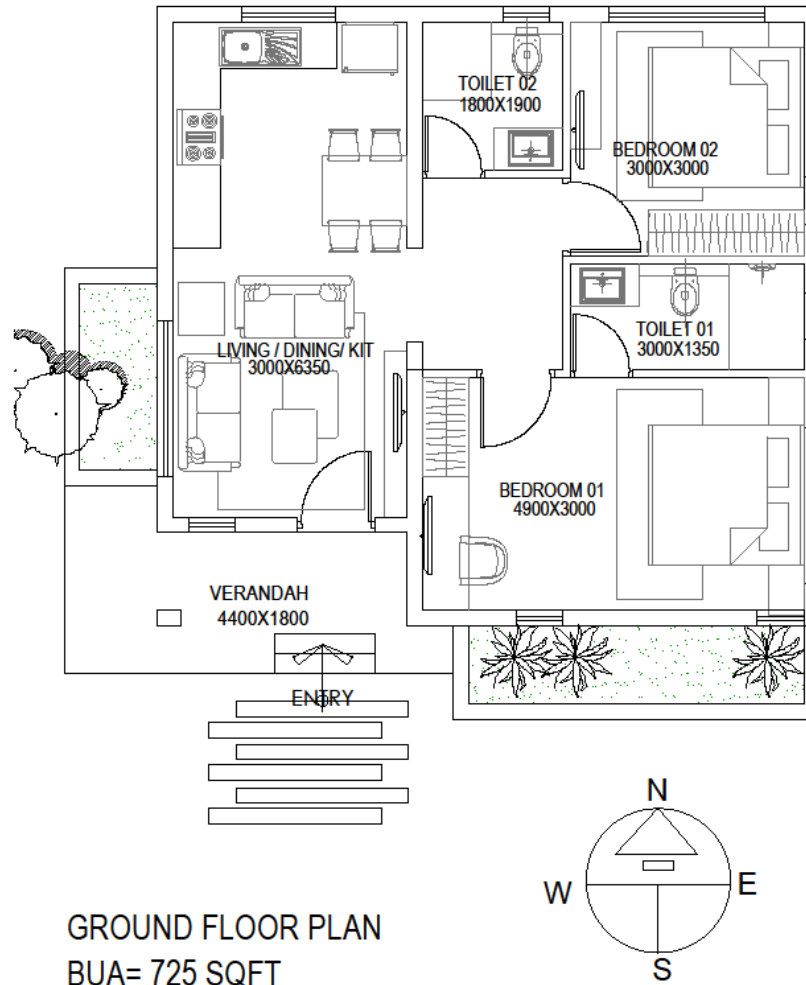 TOILET 02
1800X1900
BEDROOM 02
3000X3000
TOILET 01
3000X1350
LIVING / DINING/ KIT
3000X6350
BEDROOM 01
4900X3000
VERANDAH
4400X1800
ENTRY
N
W
E
S
GROUND FLOOR PLAN
BUA= 725 SQFT